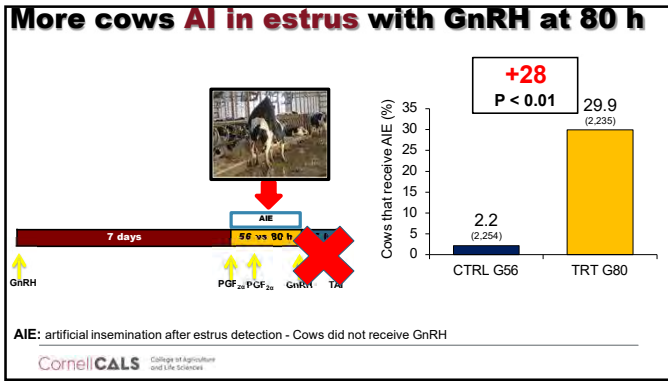 More cows AI in estrus with GnRH at 80 h
+28
P < 0.01
Cows that receive AIE (%)
35
30
25
20
15
10
5
0
2.2
(2,254)
29.9
(2,235)
CTRL G56
TRT G80
AIE
7 days
56 vs 80 h
GnRH
PGF2α
PGF2α
GnRH
TAI
AIE: artificial insemination after estrus detection - Cows did not receive GnRH
CornellCALS
College of Agriculture
and Life Sciences